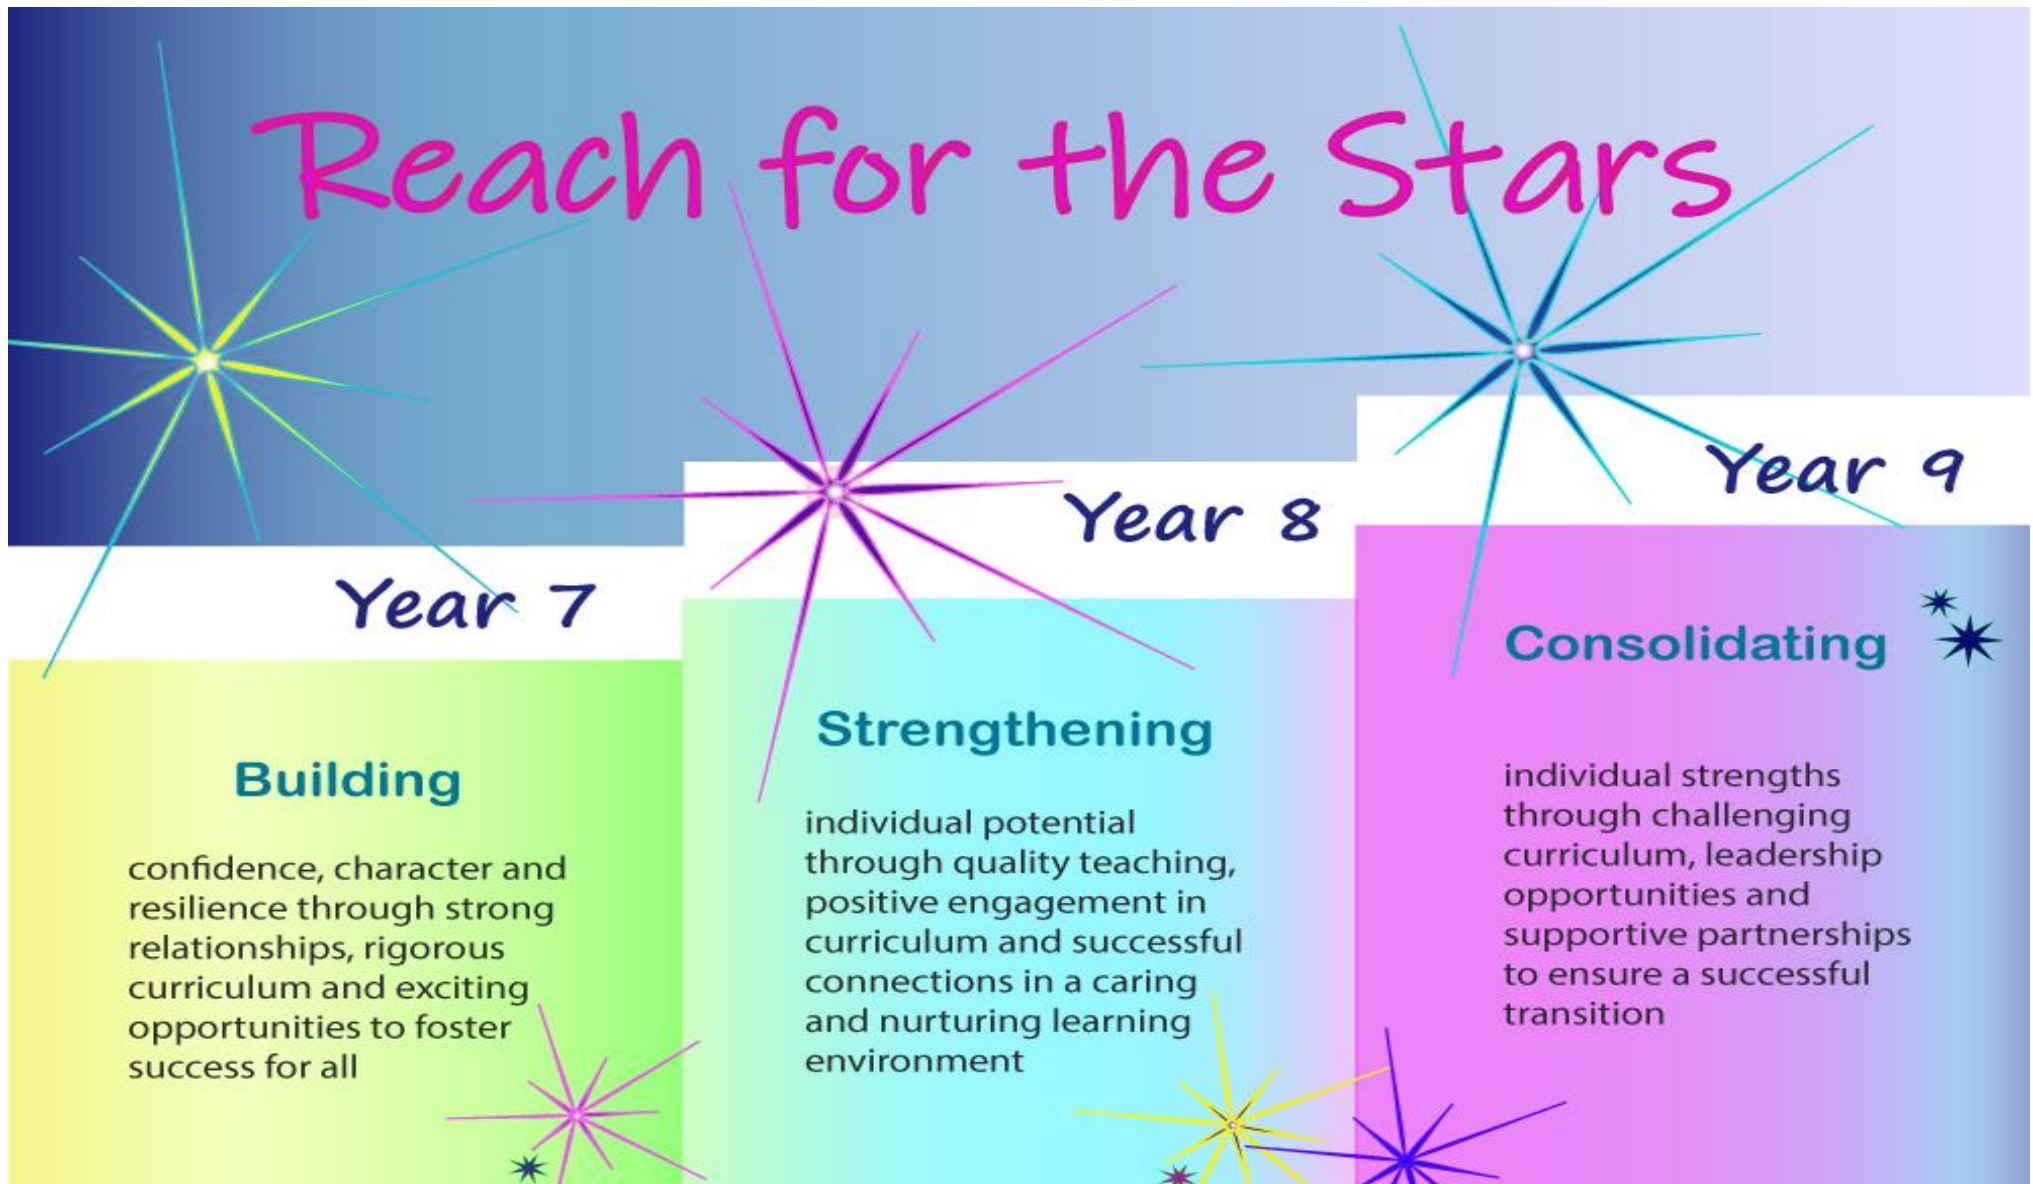 Reach for the Stars
Year 7
Building
confidence, character and
resilience through strong
relationships, rigorous
curriculum and exciting
opportunities to foster
success for all
Year 8
Strengthening
individual potential
through quality teaching,
positive engagement in
curriculum and successful
connections in a caring
and nurturing learning
environment
Year 9
Consolidating
individual strengths
through challenging
curriculum, leadership
opportunities and
supportive partnerships
to ensure a successful
transition